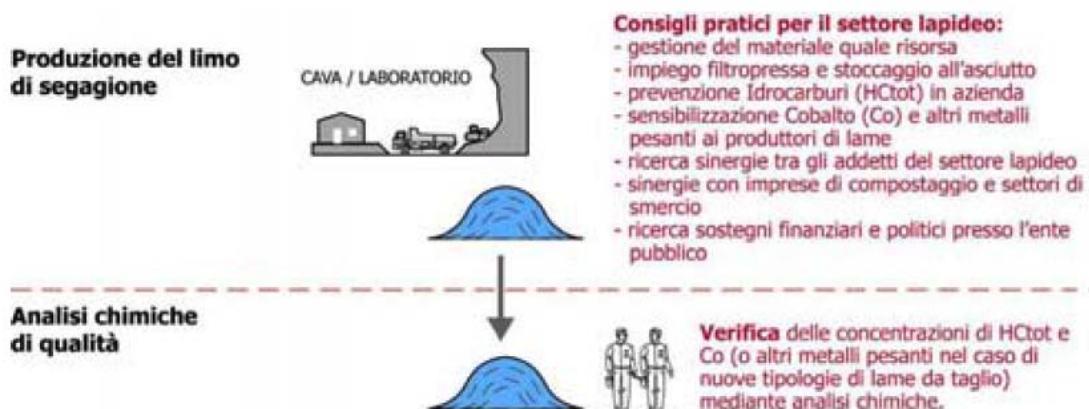 Produzione del limo
di segagione
CAVA / LABORATORIO
Consigli pratici per il settore lapideo:
- gestione del materiale quale risorsa
- impiego filtropressa e stoccaggio all'asciutto
- prevenzione Idrocarburi (HCtot) in azienda
- sensibilizzazione Cobalto (Co) e altri metalli
pesanti ai produttori di lame
- ricerca sinergie tra gli addetti del settore lapideo
- sinergie con imprese di compostaggio e settori di
smercio
- ricerca sostegni finanziari e politici presso l'ente
pubblico
Analisi chimiche
di qualità
Verifica delle concentrazioni di HCtot e
Co (o altri metalli pesanti nel caso di
nuove tipologie di lame da taglio)
mediante analisi chimiche.